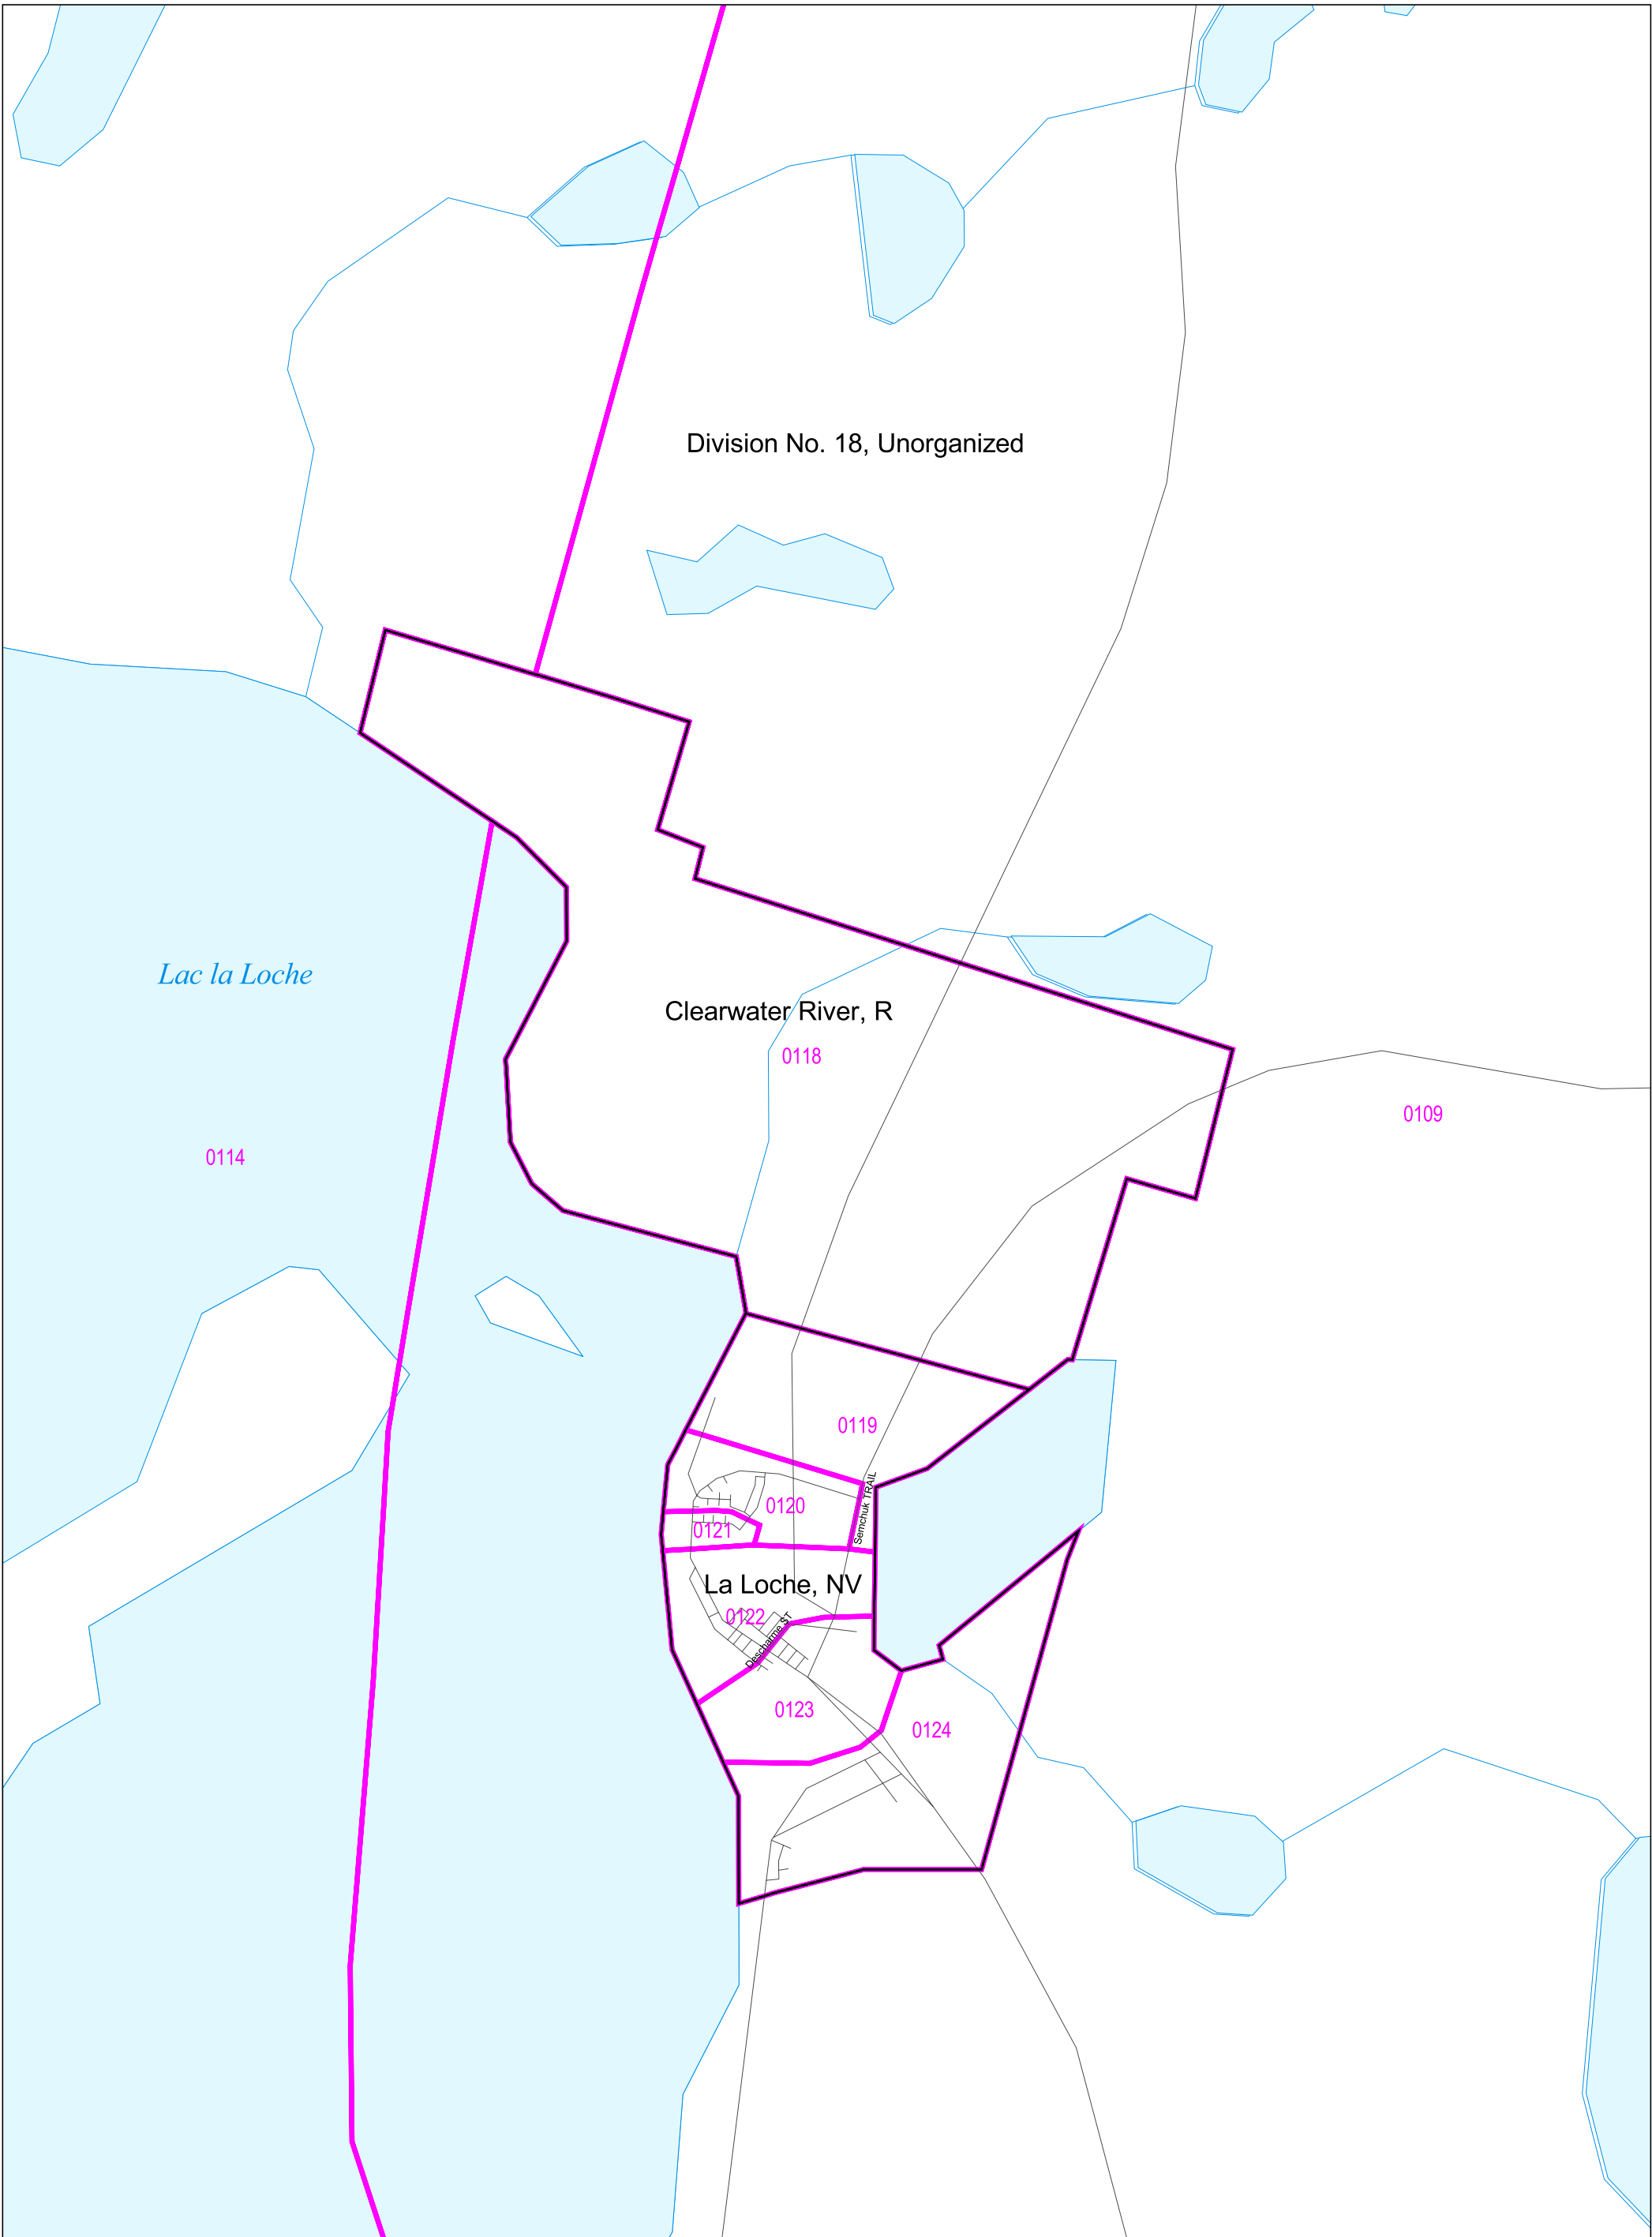 Division No. 18, Unorganized
Lac la Loche
Clearwater River, R
0118
0109
0114
0119
Semchuk TRAIL
0120
0121
La Loche, NV
0122
Descharme ST
0123
0124